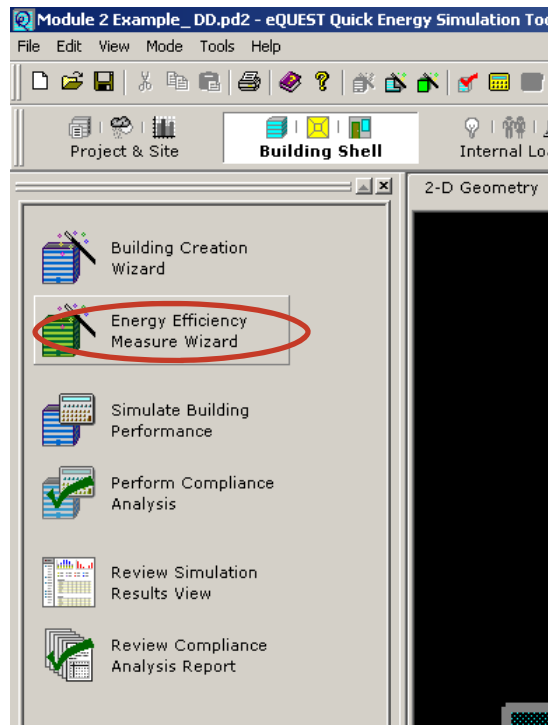 Module 2 Example_ DD.pd2 - eQUEST Quick Energy Simulation Too
File Edit View Mode Tools Help
Project & Site
Building Shell
Internal Loa
2-D Geometry
Building Creation
Wizard
Energy Efficiency
Measure Wizard
Simulate Building
Performance
Perform Compliance
Analysis
Review Simulation
Results View
Review Compliance
Analysis Report